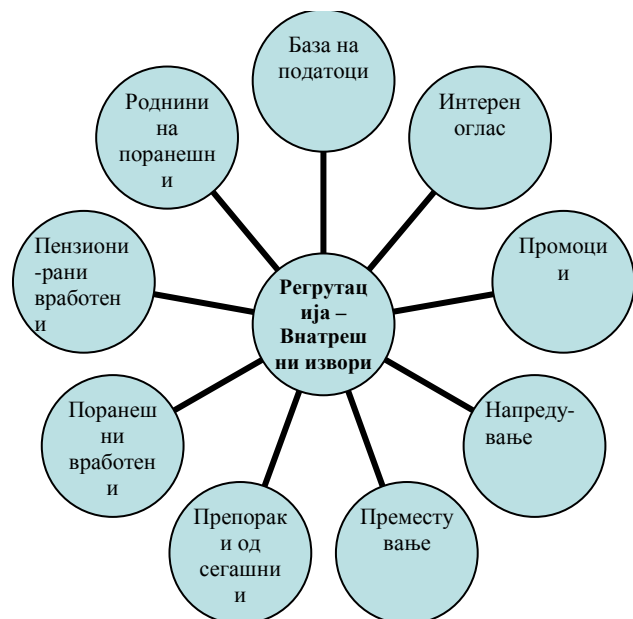 База на
податоци
Интерен
оглас
Промоци
и
Напреду-
вање
Преместу
вање
Препорак
и од
сегашни
и
Поранеш
ни
вработен
и
Пензиони
-рани
вработен
и
Роднини
на
поранешн
и
Регрутац
ија –
Внатреш
ни извори